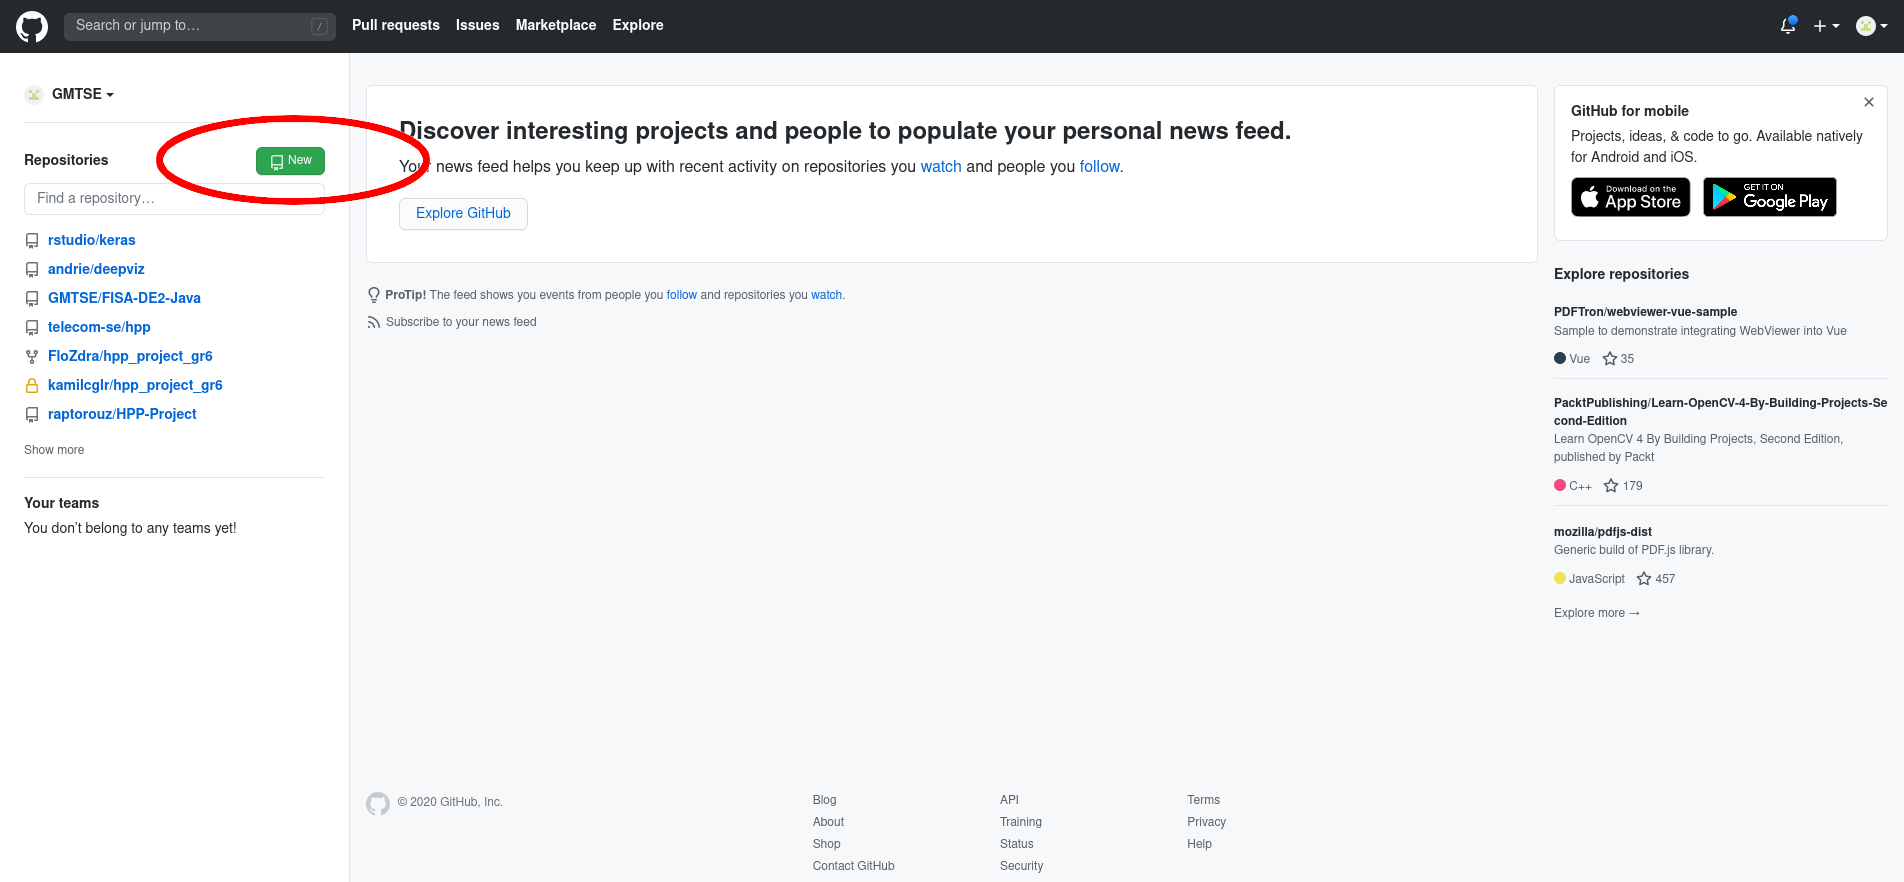 Search or jump to…
/
Pull requests
Issues
Marketplace
Explore
GMTSE
Repositories
New
Find a repository…
rstudio/keras
andrie/deepviz
GMTSE/FISA-DE2-Java
telecom-se/hpp
FloZdra/hpp_project_gr6
kamilcglr/hpp_project_gr6
raptorouz/HPP-Project
Show more
Your teams
You don’t belong to any teams yet!
Discover interesting projects and people to populate your personal news feed.
Your news feed helps you keep up with recent activity on repositories you watch and people you follow.
Explore GitHub
ProTip! The feed shows you events from people you follow and repositories you watch.
Subscribe to your news feed
GitHub for mobile
Projects, ideas, & code to go. Available natively
for Android and iOS.
Download on the
App Store
GET IT ON
Google Play
Explore repositories
PDFTron/webviewer-vue-sample
Sample to demonstrate integrating WebViewer into Vue
Vue 35
PacktPublishing/Learn-OpenCV-4-By-Building-Projects-Se
cond-Edition
Learn OpenCV 4 By Building Projects, Second Edition,
published by Packt
C++ 179
mozilla/pdfjs-dist
Generic build of PDF.js library.
JavaScript 457
Explore more →
© 2020 GitHub, Inc.
Blog
About
Shop
Contact GitHub
API
Training
Status
Security
Terms
Privacy
Help